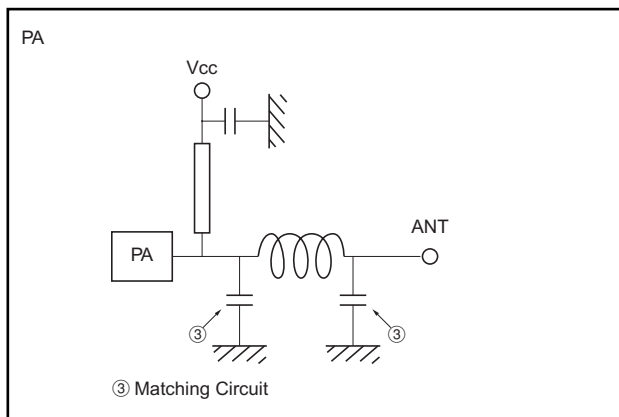 PA
Vcc
ANT
PA
③
③
③ Matching Circuit